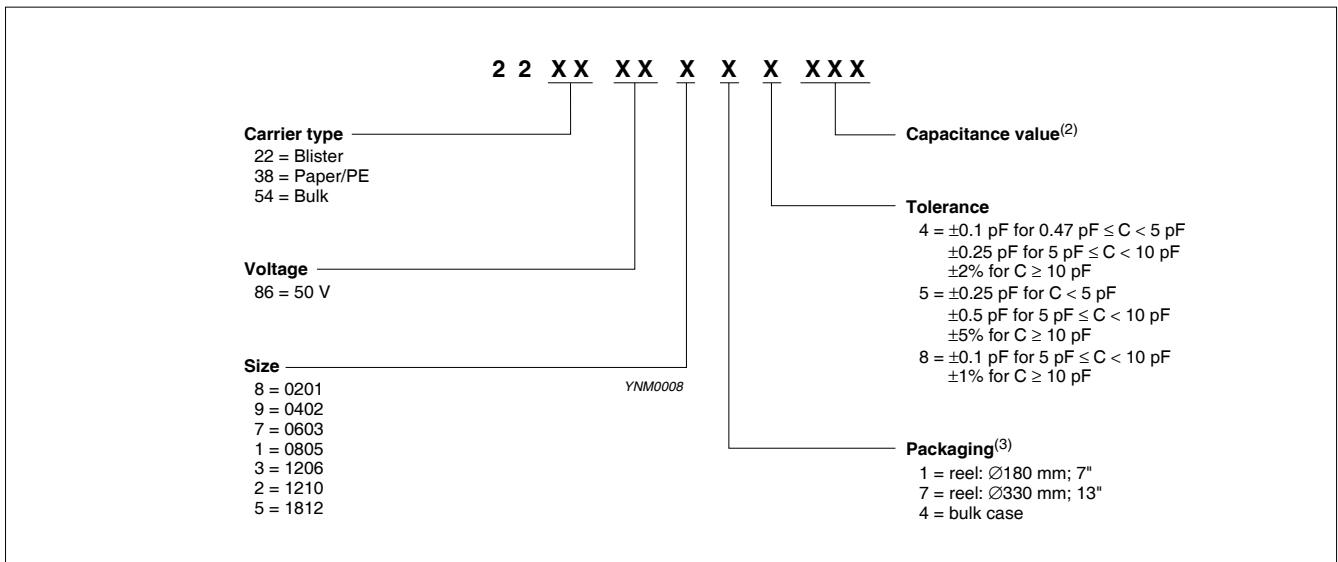 2 2 X X X X X X X X X X
Carrier type
22 = Blister
38 = Paper/PE
54 = Bulk
Voltage
86 = 50 V
Size
8 = 0201
9 = 0402
7 = 0603
1 = 0805
3 = 1206
2 = 1210
5 = 1812
YNM0008
Capacitance value(2)
Tolerance
4 = ±0.1 pF for 0.47 pF ≤ C < 5 pF
±0.25 pF for 5 pF ≤ C < 10 pF
±2% for C ≥ 10 pF
5 = ±0.25 pF for C < 5 pF
±0.5 pF for 5 pF ≤ C < 10 pF
±5% for C ≥ 10 pF
8 = ±0.1 pF for 5 pF ≤ C < 10 pF
±1% for C ≥ 10 pF
Packaging(3)
1 = reel: ∅180 mm; 7"
7 = reel: ∅330 mm; 13"
4 = bulk case